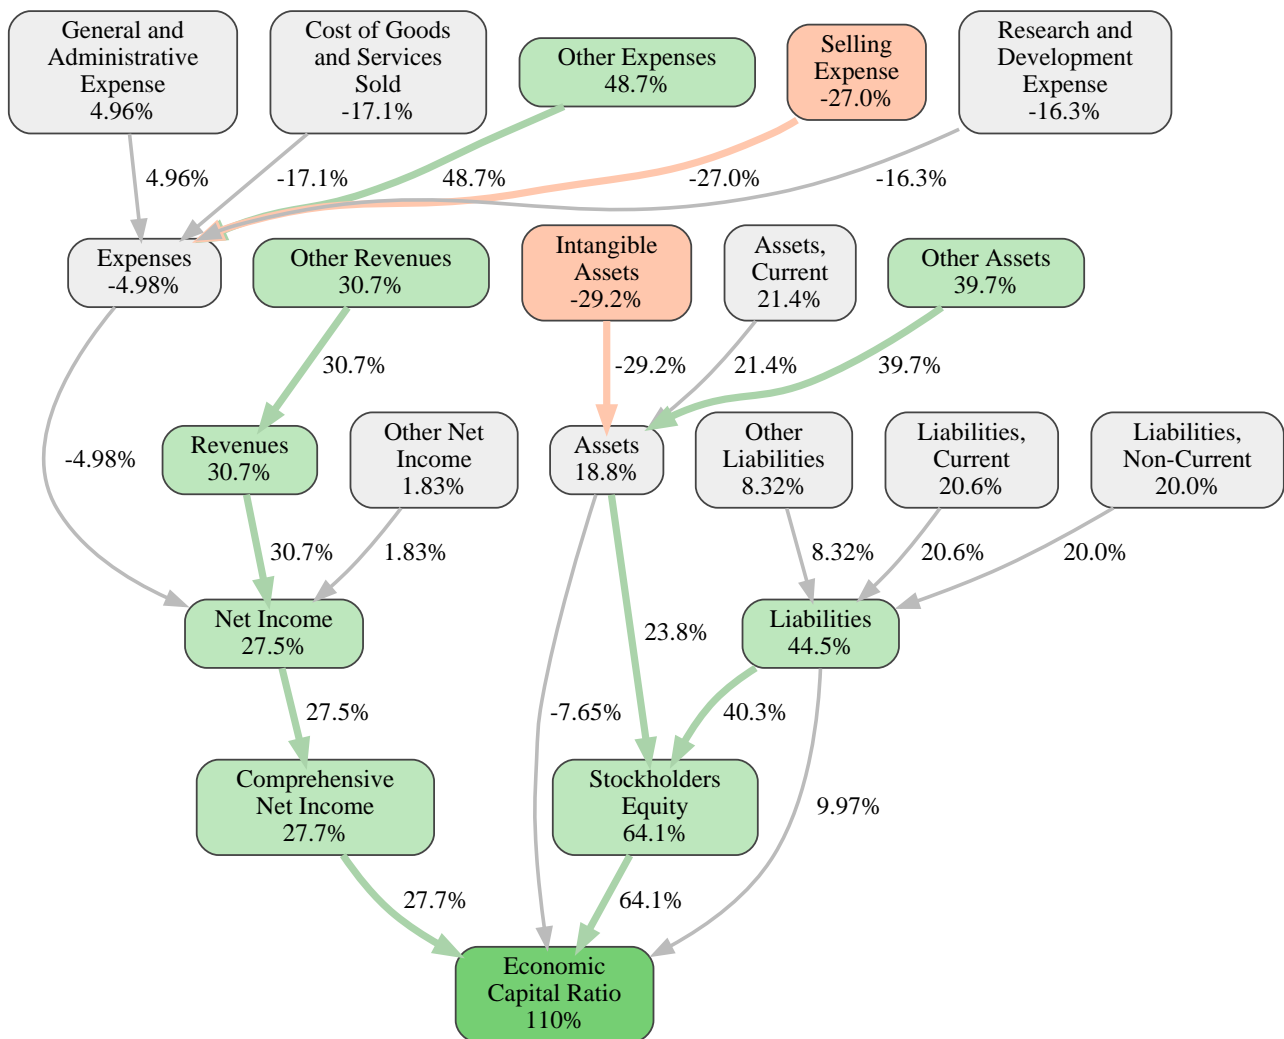 General and
Administrative
Expense
4.96%
Cost of Goods
and Services
Sold
-17.1%
Other Expenses
48.7%
Selling
Expense
-27.0%
Research and
Development
Expense
-16.3%
4.96%
-17.1%
48.7%
-27.0%
-16.3%
Expenses
-4.98%
Other Revenues
30.7%
Intangible
Assets
-29.2%
Assets,
Current
21.4%
Other Assets
39.7%
30.7%
-29.2%
21.4%
39.7%
-4.98%
Revenues
30.7%
Other Net
Income
1.83%
Assets
18.8%
Other
Liabilities
8.32%
Liabilities,
Current
20.6%
Liabilities,
Non-Current
20.0%
30.7%
1.83%
8.32%
20.6%
20.0%
Net Income
27.5%
23.8%
Liabilities
44.5%
27.5%
-7.65%
40.3%
Comprehensive
Net Income
27.7%
Stockholders
Equity
64.1%
9.97%
27.7%
64.1%
Economic
Capital Ratio
110%